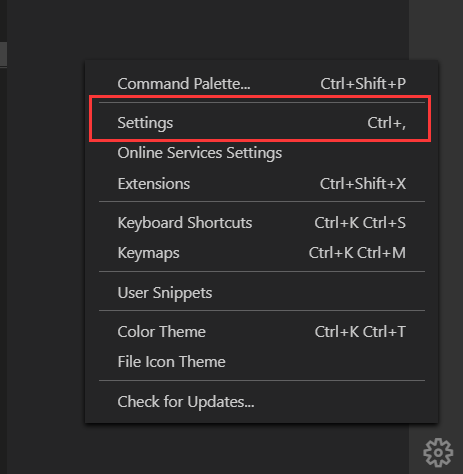 Command Palette... Ctrl+Shift+P
Settings Ctrl+,
Online Services Settings
Extensions Ctrl+Shift+X
Keyboard Shortcuts Ctrl+K Ctrl+S
Keymaps Ctrl+K Ctrl+M
User Snippets
Color Theme Ctrl+K Ctrl+T
File Icon Theme
Check for Updates...